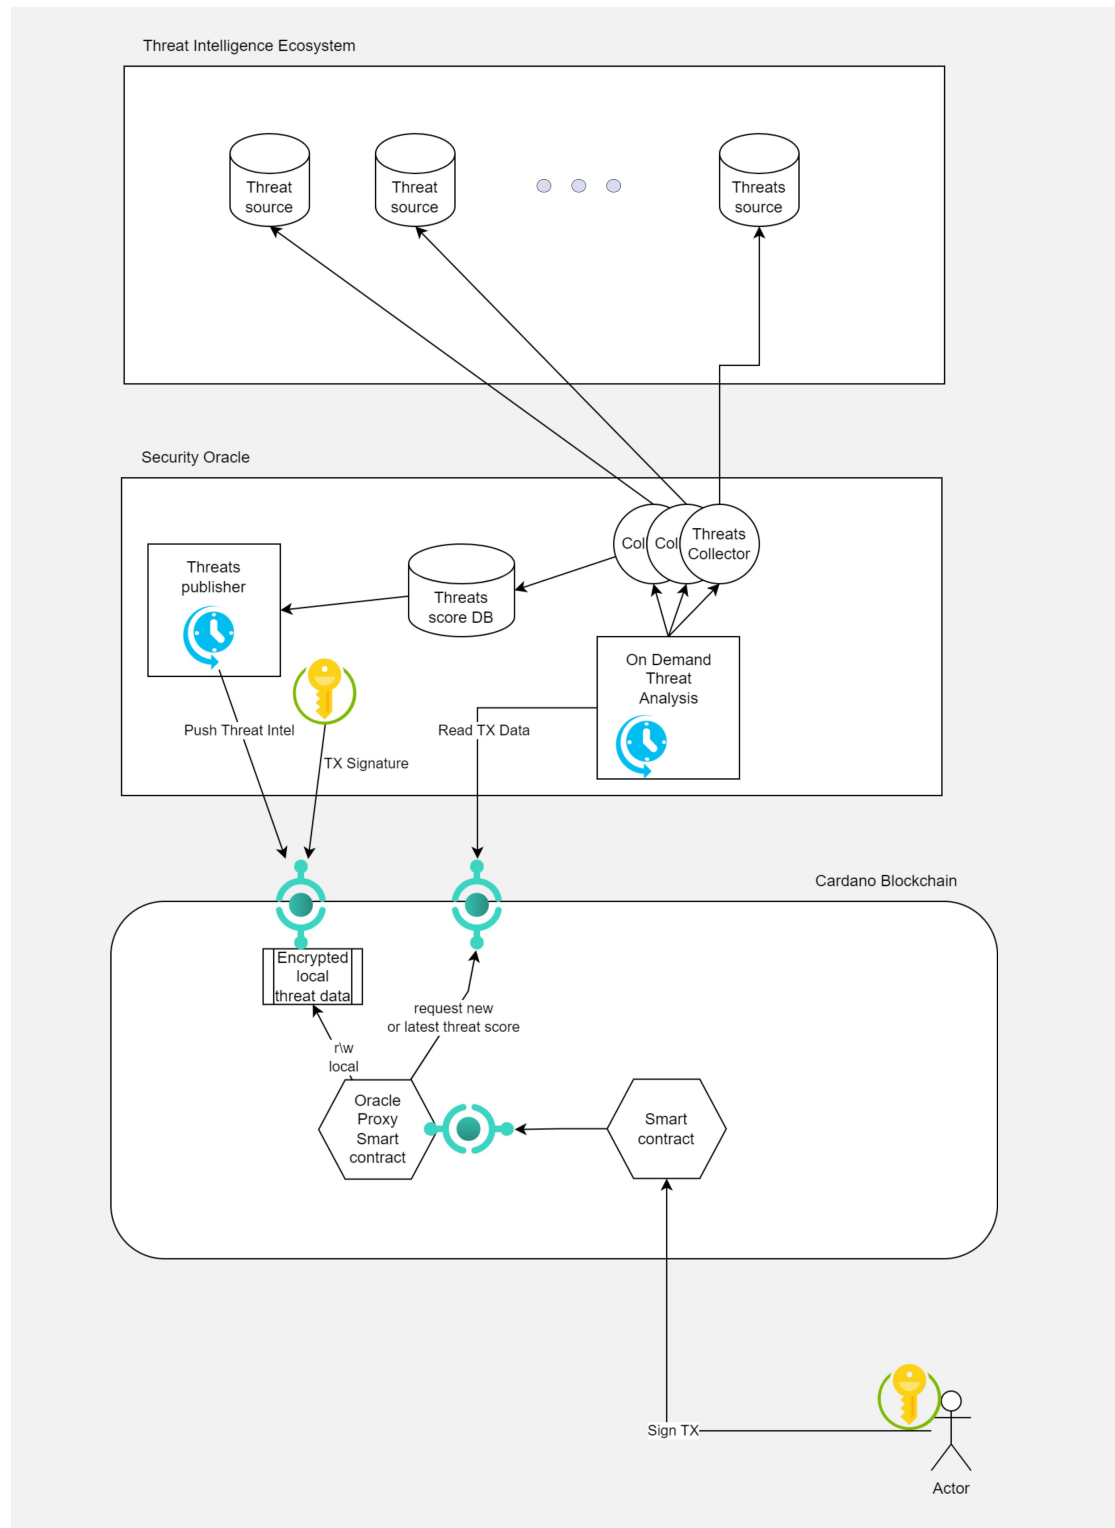 Threat Intelligence Ecosystem
Threat
source
Threat
source
Threats
source
Security Oracle
Col
Col
Threats
Collector
Threats
publisher
Threats
score DB
On Demand
Threat
Analysis
Push Threat Intel
TX Signature
Read TX Data
Cardano Blockchain
Encrypted
local
threat data
request new
or latest threat score
r\w
local
Oracle
Proxy
Smart
contract
Smart
contract
Sign TX
Actor